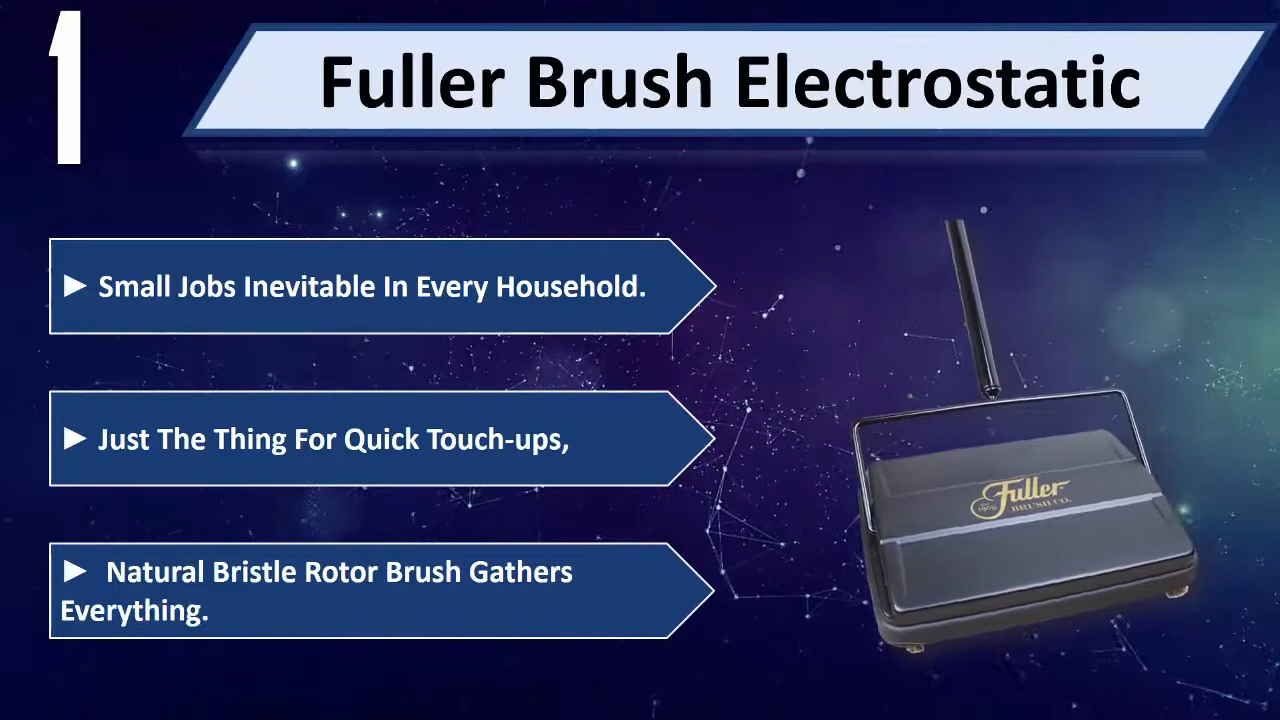 1
Fuller Brush Electrostatic
► Small Jobs Inevitable In Every Household.
► Just The Thing For Quick Touch-ups,
► Natural Bristle Rotor Brush Gathers
Everything.
Fuller
1906
BRUSH CO.